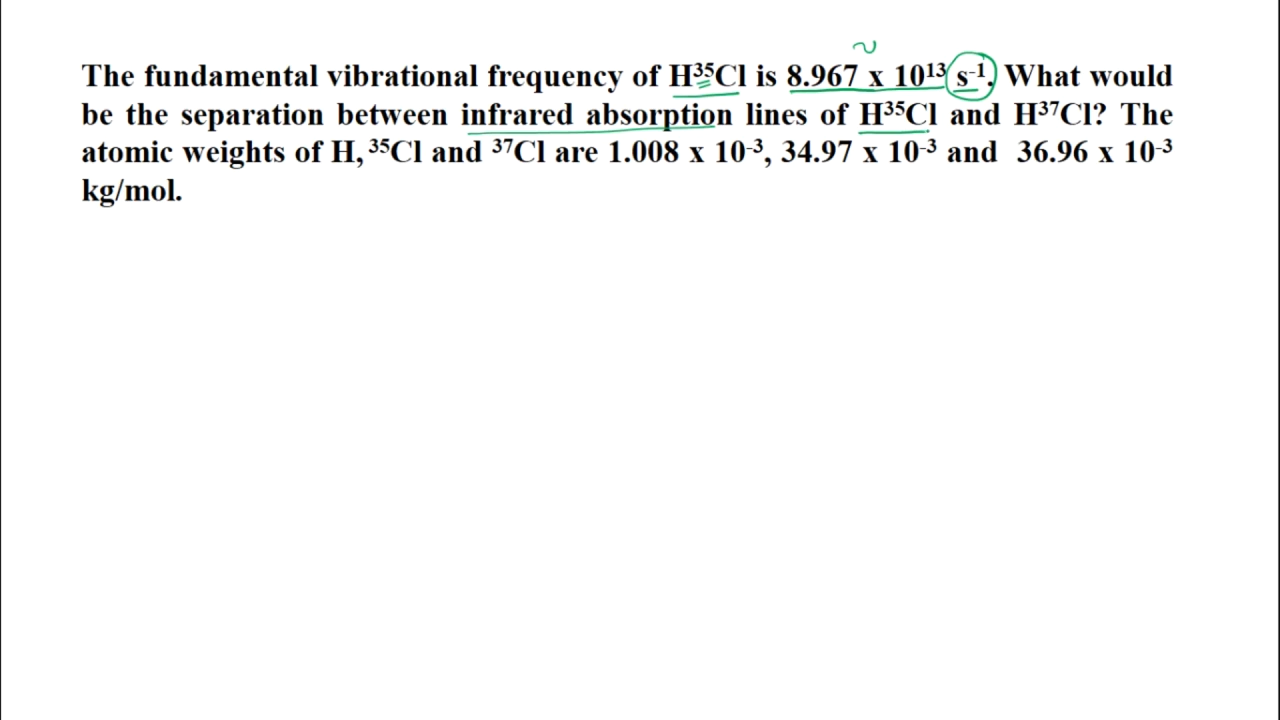 The fundamental vibrational frequency of H³⁵Cl is 8.967 x 10¹³ s⁻¹. What would
be the separation between infrared absorption lines of H³⁵Cl and H³⁷Cl? The
atomic weights of H, ³⁵Cl and ³⁷Cl are 1.008 x 10⁻³, 34.97 x 10⁻³ and 36.96 x 10⁻³
kg/mol.